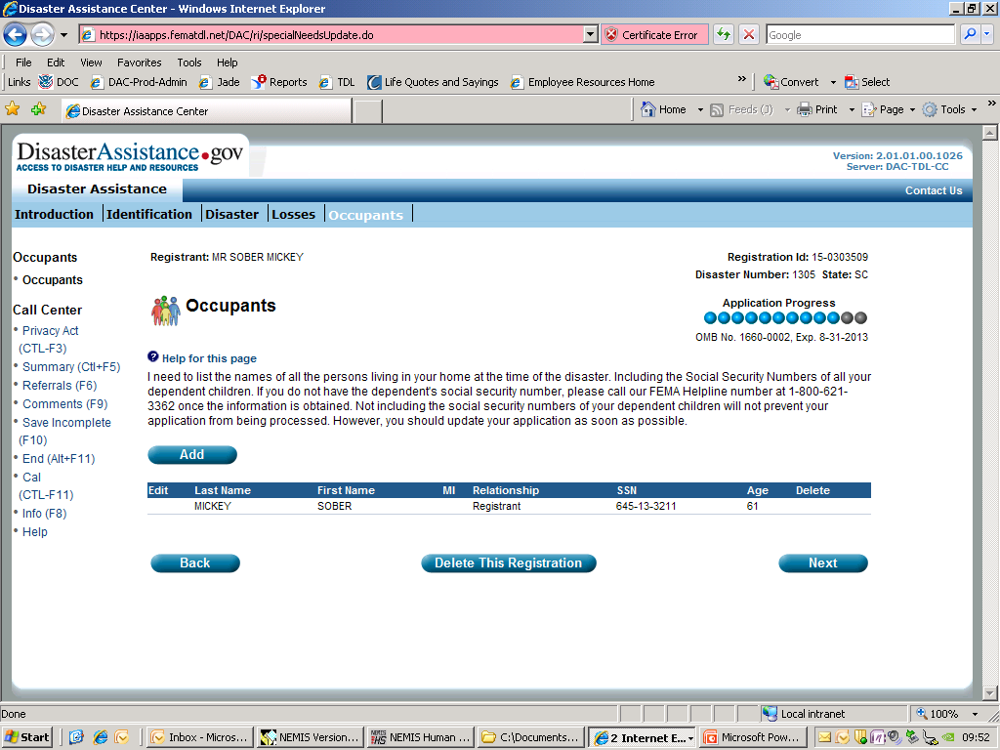 Disaster Assistance Center - Windows Internet Explorer
https://iaapps.fematdl.net/DAC/ri/specialNeedsUpdate.do
Certificate Error
Google
File Edit View Favorites Tools Help
Links DOC DAC-Prod-Admin Jade Reports TDL Life Quotes and Sayings Employee Resources Home » Convert Select
Disaster Assistance Center
Home Feeds (J) Print Page Tools »
DisasterAssistance.gov
ACCESS TO DISASTER HELP AND RESOURCES
Version: 2.01.01.00.1026
Server: DAC-TDL-CC
Disaster Assistance
Contact Us
Introduction Identification Disaster Losses Occupants
Occupants
• Occupants
Call Center
• Privacy Act
(CTL-F3)
• Summary (Ctl+F5)
• Referrals (F6)
• Comments (F9)
• Save Incomplete
(F10)
• End (Alt+F11)
• Cal
(CTL-F11)
• Info (F8)
• Help
Registrant: MR SOBER MICKEY
Registration Id: 15-0303509
Disaster Number: 1305 State: SC
Occupants
Application Progress
OMB No. 1660-0002, Exp. 8-31-2013
? Help for this page
I need to list the names of all the persons living in your home at the time of the disaster. Including the Social Security Numbers of all your
dependent children. If you do not have the dependent's social security number, please call our FEMA Helpline number at 1-800-621-
3362 once the information is obtained. Not including the social security numbers of your dependent children will not prevent your
application from being processed. However, you should update your application as soon as possible.
Add
Edit Last Name First Name MI Relationship SSN Age Delete
MICKEY SOBER Registrant 645-13-3211 61
Back Delete This Registration Next
Done
Local intranet
100%
Start Inbox - Micros... NEMIS Version... NEMIS Human ... C:\Documents... 2 Internet E... Microsoft Pow... 09:52